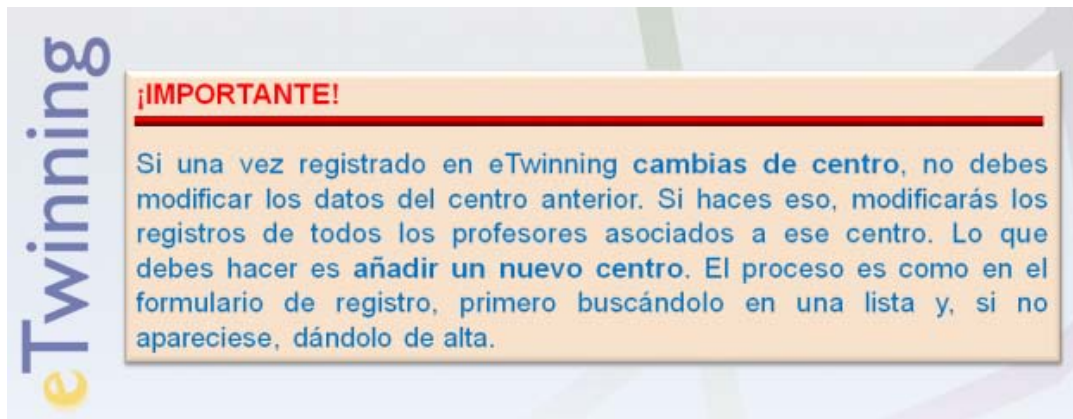 eTwinning
¡IMPORTANTE!
Si una vez registrado en eTwinning cambias de centro, no debes
modificar los datos del centro anterior. Si haces eso, modificarás los
registros de todos los profesores asociados a ese centro. Lo que
debes hacer es añadir un nuevo centro. El proceso es como en el
formulario de registro, primero buscándolo en una lista y, si no
apareciese, dándolo de alta.